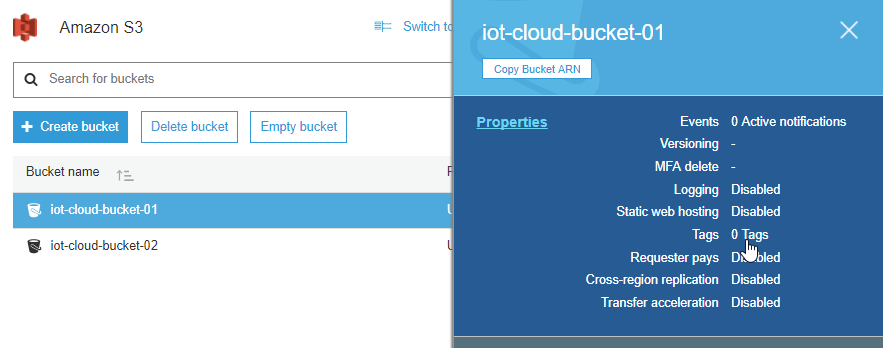 Amazon S3
Switch to
Search for buckets
Create bucket Delete bucket Empty bucket
Bucket name
iot-cloud-bucket-01
iot-cloud-bucket-02
iot-cloud-bucket-01
Copy Bucket ARN
Properties
Events 0 Active notifications
Versioning -
MFA delete -
Logging Disabled
Static web hosting Disabled
Tags 0 Tags
Requester pays Disabled
Cross-region replication Disabled
Transfer acceleration Disabled